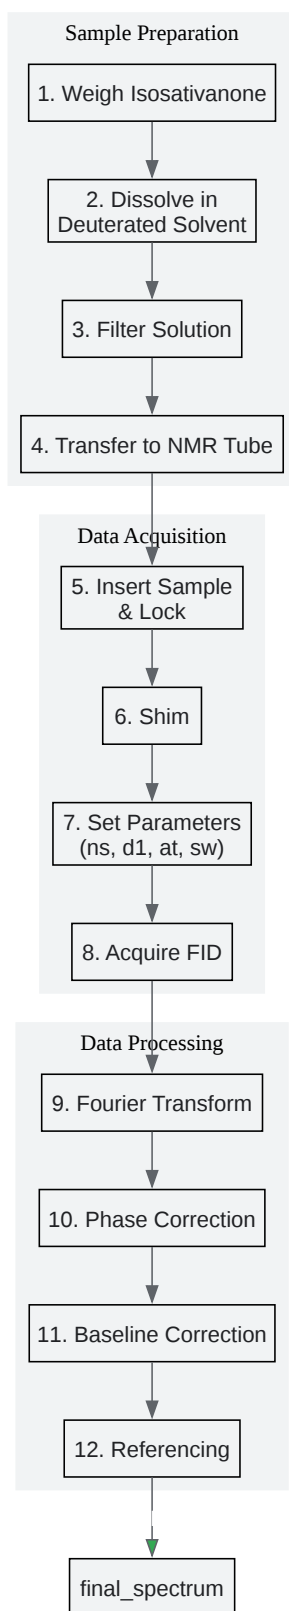 Sample Preparation
1. Weigh Isosativanone
2. Dissolve in
Deuterated Solvent
3. Filter Solution
4. Transfer to NMR Tube
Data Acquisition
5. Insert Sample
& Lock
6. Shim
7. Set Parameters
(ns, d1, at, sw)
8. Acquire FID
Data Processing
9. Fourier Transform
10. Phase Correction
11. Baseline Correction
12. Referencing
final_spectrum